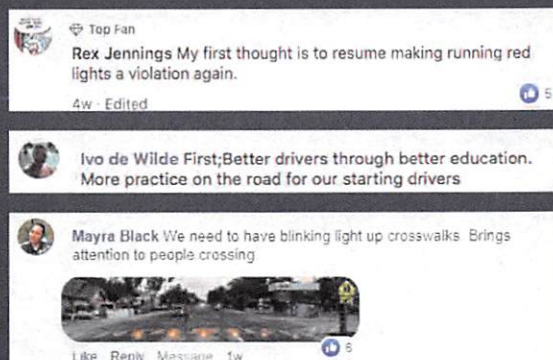 Top Fan
Rex Jennings My first thought is to resume making running red
lights a violation again.
4w · Edited
5
Ivo de Wilde First;Better drivers through better education.
More practice on the road for our starting drivers
Mayra Black We need to have blinking light up crosswalks Brings
attention to people crossing
Like Reply Message 1w
6